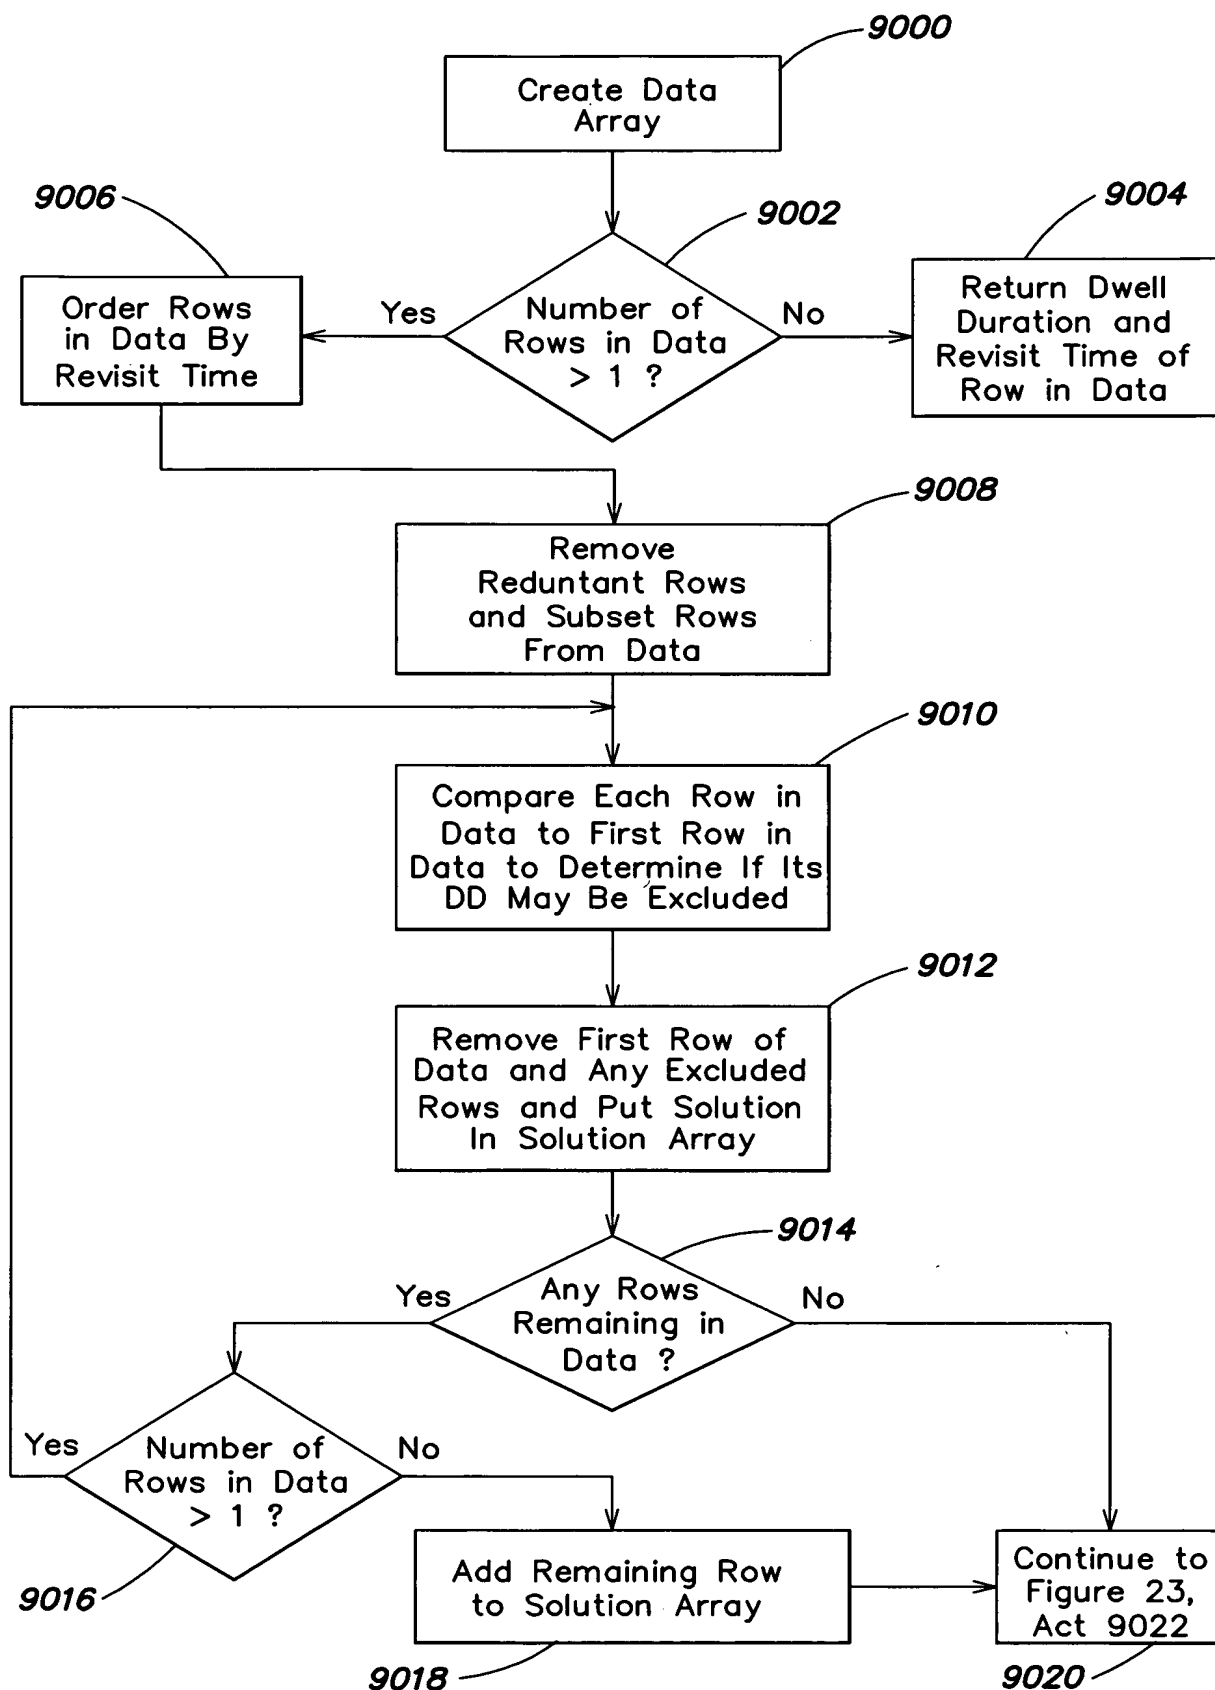 9000
Create Data
Array
9006
9002
9004
Order Rows
in Data By
Revisit Time
Yes
Number of
Rows in Data
> 1 ?
No
Return Dwell
Duration and
Revisit Time of
Row in Data
9008
Remove
Reduntant Rows
and Subset Rows
From Data
9010
Compare Each Row in
Data to First Row in
Data to Determine If Its
DD May Be Excluded
9012
Remove First Row of
Data and Any Excluded
Rows and Put Solution
In Solution Array
9014
Yes
Any Rows
Remaining in
Data ?
No
Yes
Number of
Rows in Data
> 1 ?
No
9016
Add Remaining Row
to Solution Array
9018
Continue to
Figure 23,
Act 9022
9020